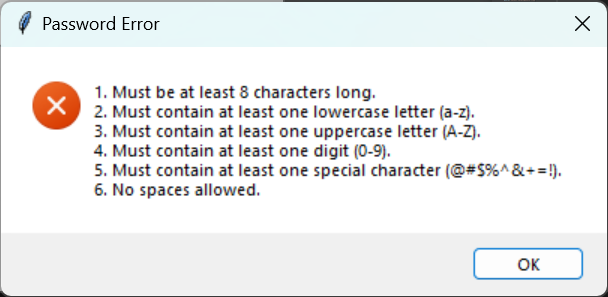 Password Error
1. Must be at least 8 characters long.
2. Must contain at least one lowercase letter (a-z).
3. Must contain at least one uppercase letter (A-Z).
4. Must contain at least one digit (0-9).
5. Must contain at least one special character (@#$%^&+=!).
6. No spaces allowed.
OK